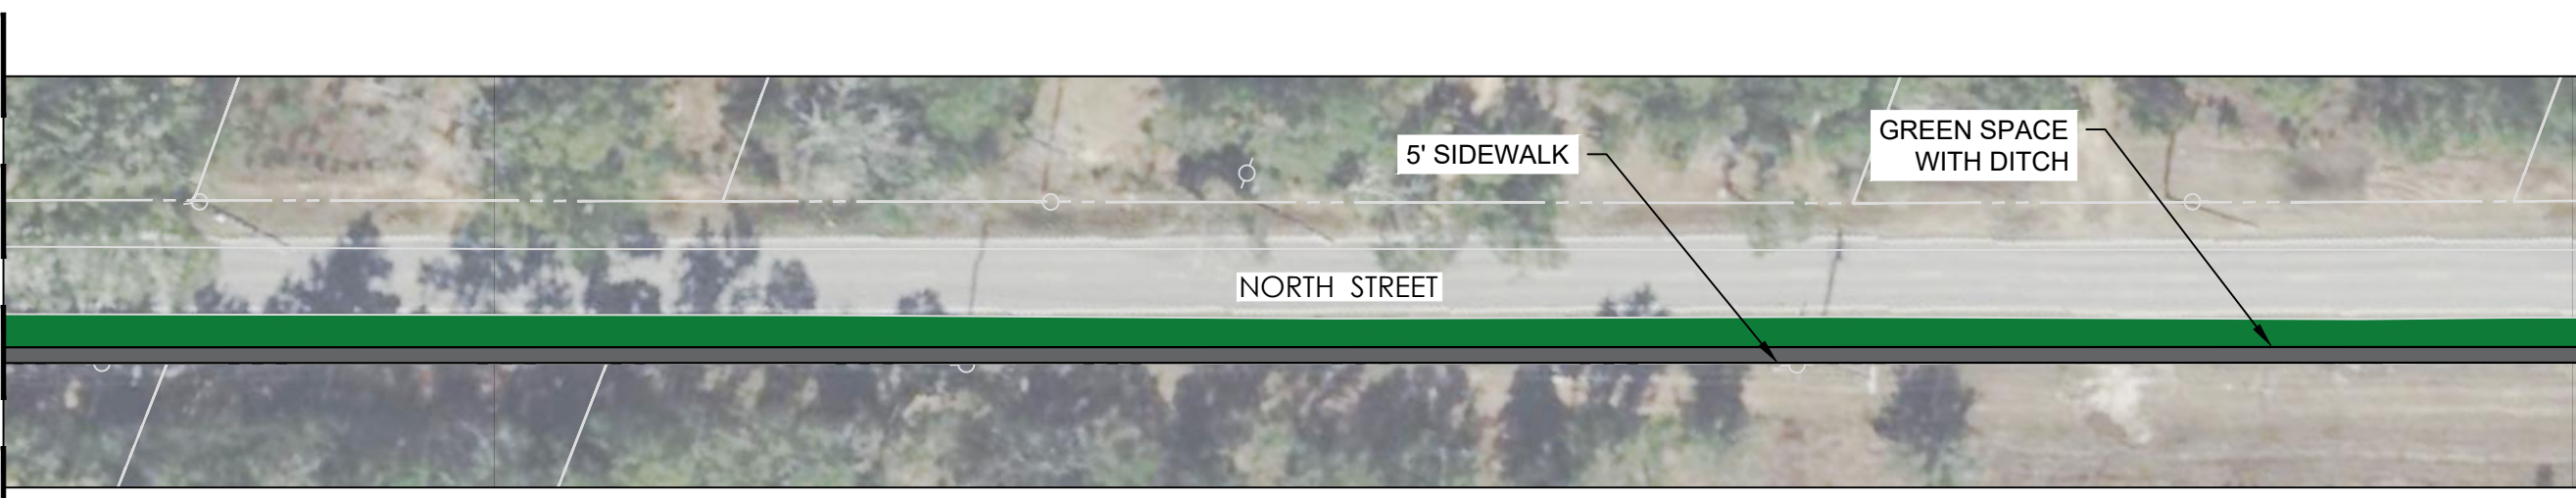 5' SIDEWALK
GREEN SPACE
WITH DITCH
NORTH STREET